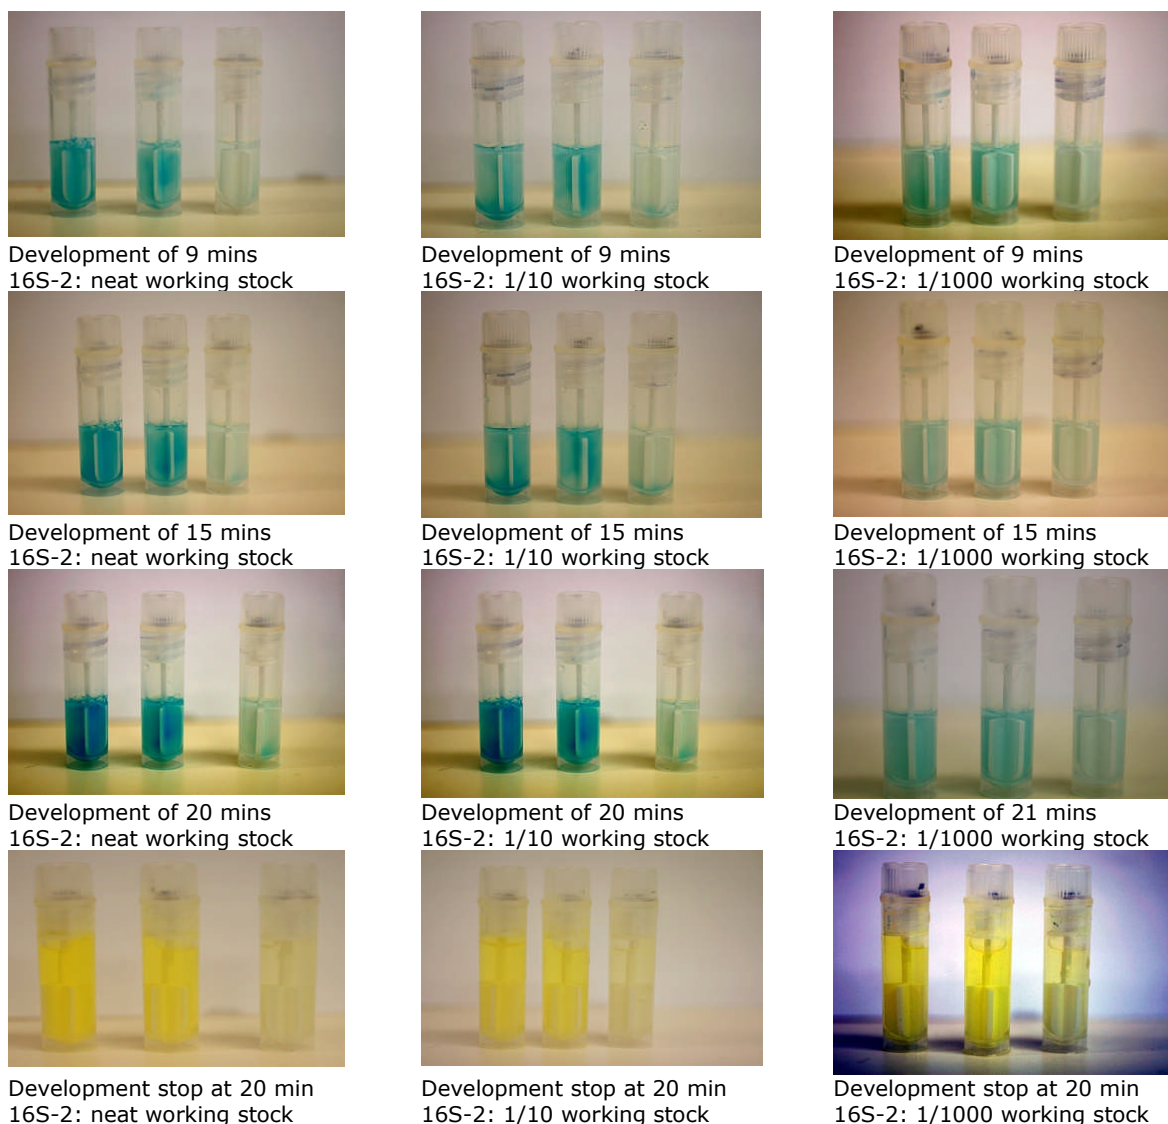 Development of 9 mins
16S-2: neat working stock
Development of 9 mins
16S-2: 1/10 working stock
Development of 9 mins
16S-2: 1/1000 working stock
Development of 15 mins
16S-2: neat working stock
Development of 15 mins
16S-2: 1/10 working stock
Development of 15 mins
16S-2: 1/1000 working stock
Development of 20 mins
16S-2: neat working stock
Development of 20 mins
16S-2: 1/10 working stock
Development of 21 mins
16S-2: 1/1000 working stock
Development stop at 20 min
16S-2: neat working stock
Development stop at 20 min
16S-2: 1/10 working stock
Development stop at 20 min
16S-2: 1/1000 working stock